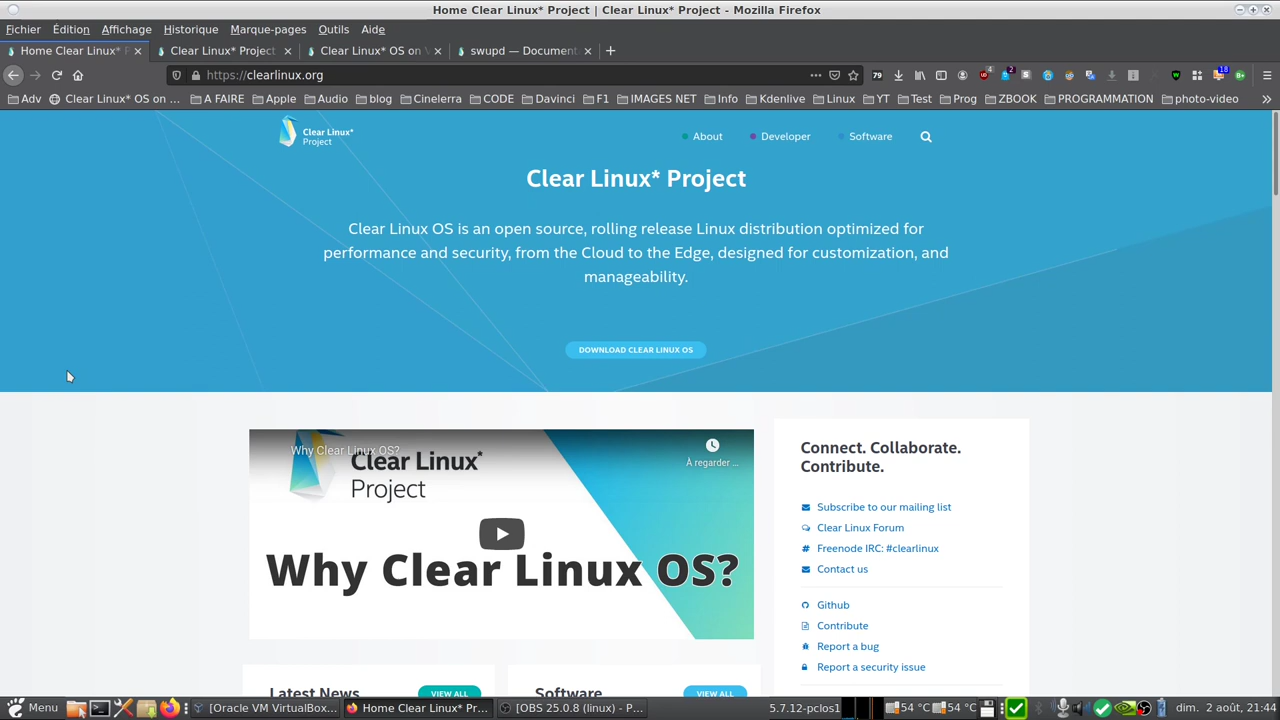 Home Clear Linux* Project | Clear Linux* Project - Mozilla Firefox
Fichier Édition Affichage Historique Marque-pages Outils Aide
Home Clear Linux* P
Clear Linux* Project
Clear Linux* OS on V
swupd — Document
https://clearlinux.org
79
4
2
18
Adv
Clear Linux* OS on ...
A FAIRE
Apple
Audio
blog
Cinelerra
CODE
Davinci
F1
IMAGES NET
Info
Kdenlive
Linux
YT
Test
Prog
ZBOOK
PROGRAMMATION
photo-video
Clear Linux*
Project
About
Developer
Software
Clear Linux* Project
Clear Linux OS is an open source, rolling release Linux distribution optimized for
performance and security, from the Cloud to the Edge, designed for customization, and
manageability.
DOWNLOAD CLEAR LINUX OS
Why Clear Linux OS?
À regarder ...
Clear Linux*
Project
Why Clear Linux OS?
Connect. Collaborate.
Contribute.
Subscribe to our mailing list
Clear Linux Forum
Freenode IRC: #clearlinux
Contact us
Github
Contribute
Report a bug
Report a security issue
Latest News
VIEW ALL
Software
VIEW ALL
Menu
[Oracle VM VirtualBox...
Home Clear Linux* Pr...
[OBS 25.0.8 (linux) - P...
5.7.12-pclos1
54 °C
54 °C
dim. 2 août, 21:44